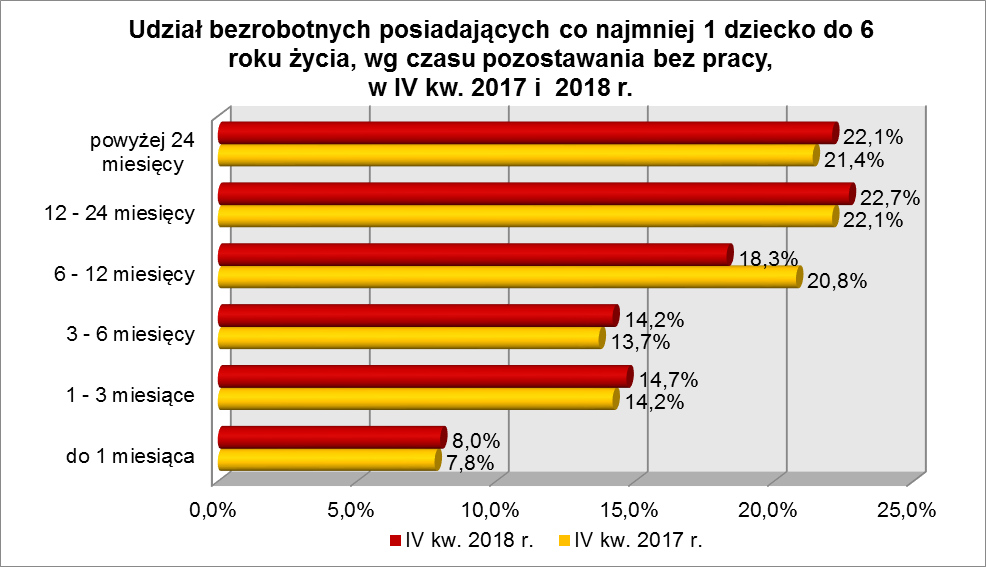 Udział bezrobotnych posiadających co najmniej 1 dziecko do 6
roku życia, wg czasu pozostawania bez pracy,
w IV kw. 2017 i  2018 r.
powyżej 24
miesięcy
22,1%
21,4%
12 - 24 miesięcy
22,7%
22,1%
6 - 12 miesięcy
18,3%
20,8%
3 - 6 miesięcy
14,2%
13,7%
1 - 3 miesiące
14,7%
14,2%
do 1 miesiąca
8,0%
7,8%
0,0% 5,0% 10,0% 15,0% 20,0% 25,0%
IV kw. 2018 r. IV kw. 2017 r.